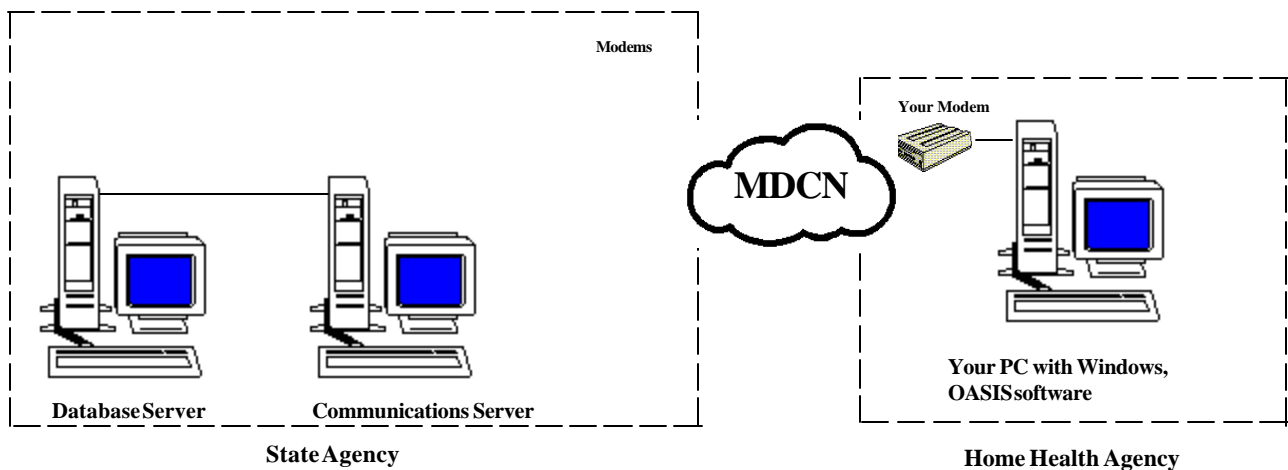 Modems
Your Modem
MDCN
Your PC with Windows,
OASIS software
Database Server
Communications Server
State Agency
Home Health Agency